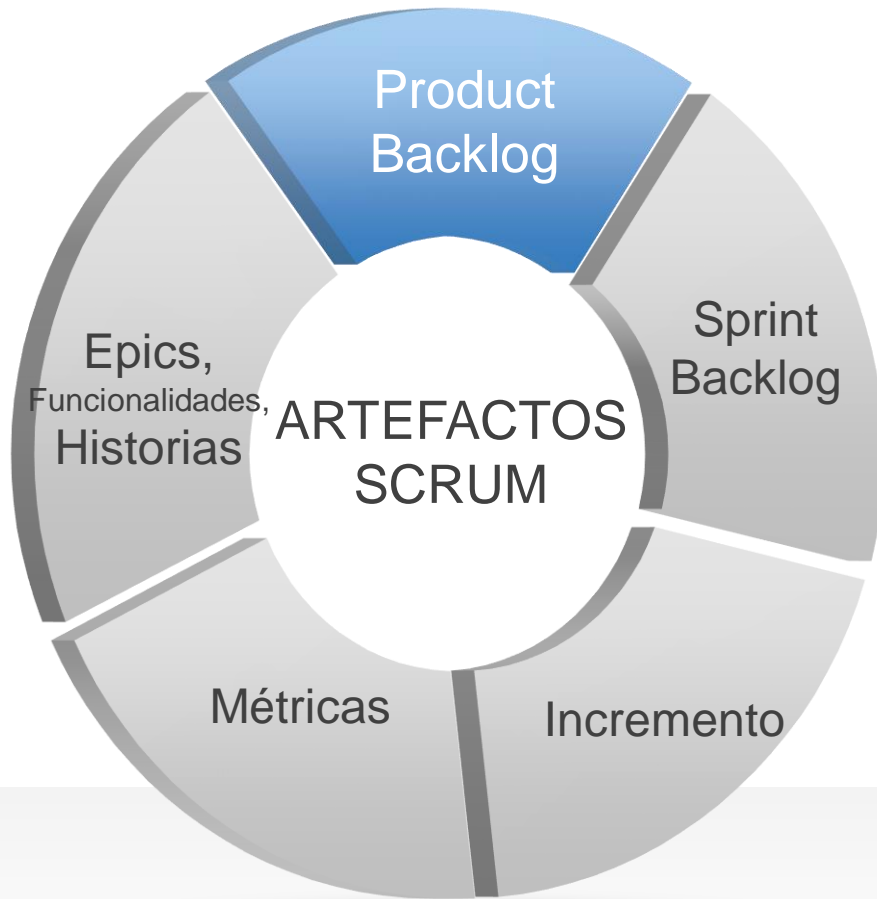 Product
Backlog
Sprint
Backlog
Epics,
Funcionalidades,
Historias
ARTEFACTOS
SCRUM
Métricas
Incremento